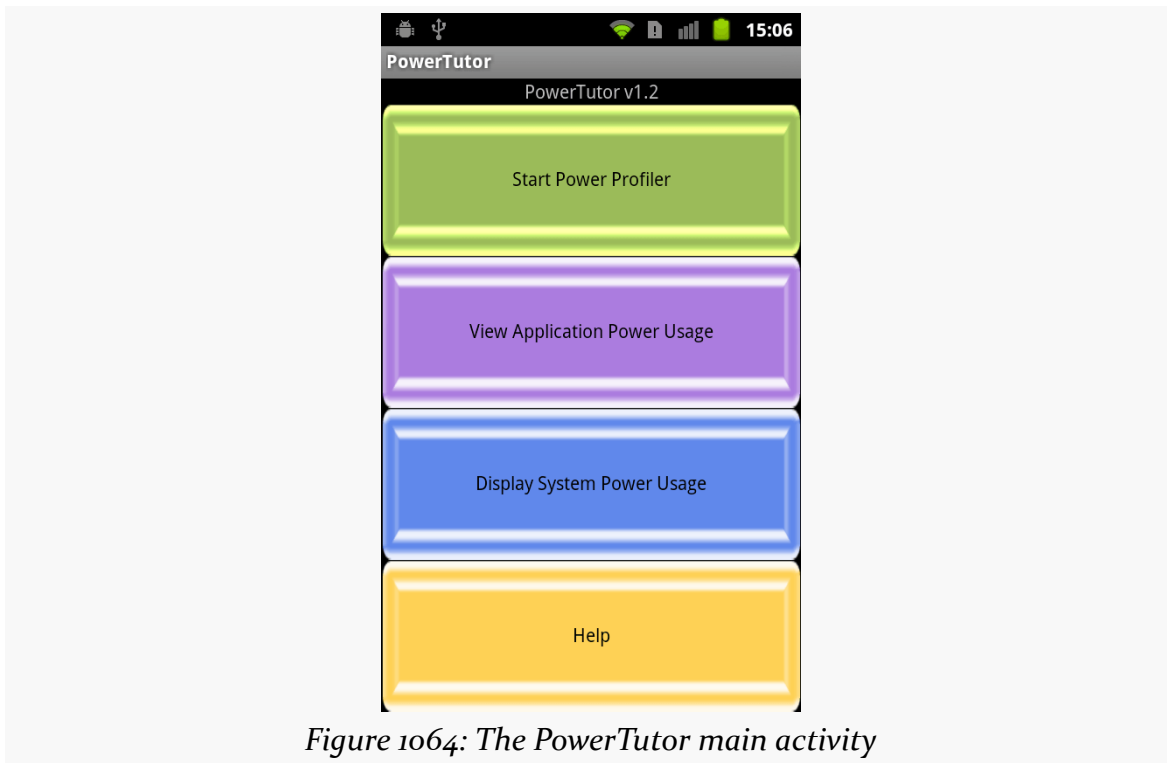 15:06
PowerTutor
PowerTutor v1.2
Start Power Profiler
View Application Power Usage
Display System Power Usage
Help
Figure 1064: The PowerTutor main activity